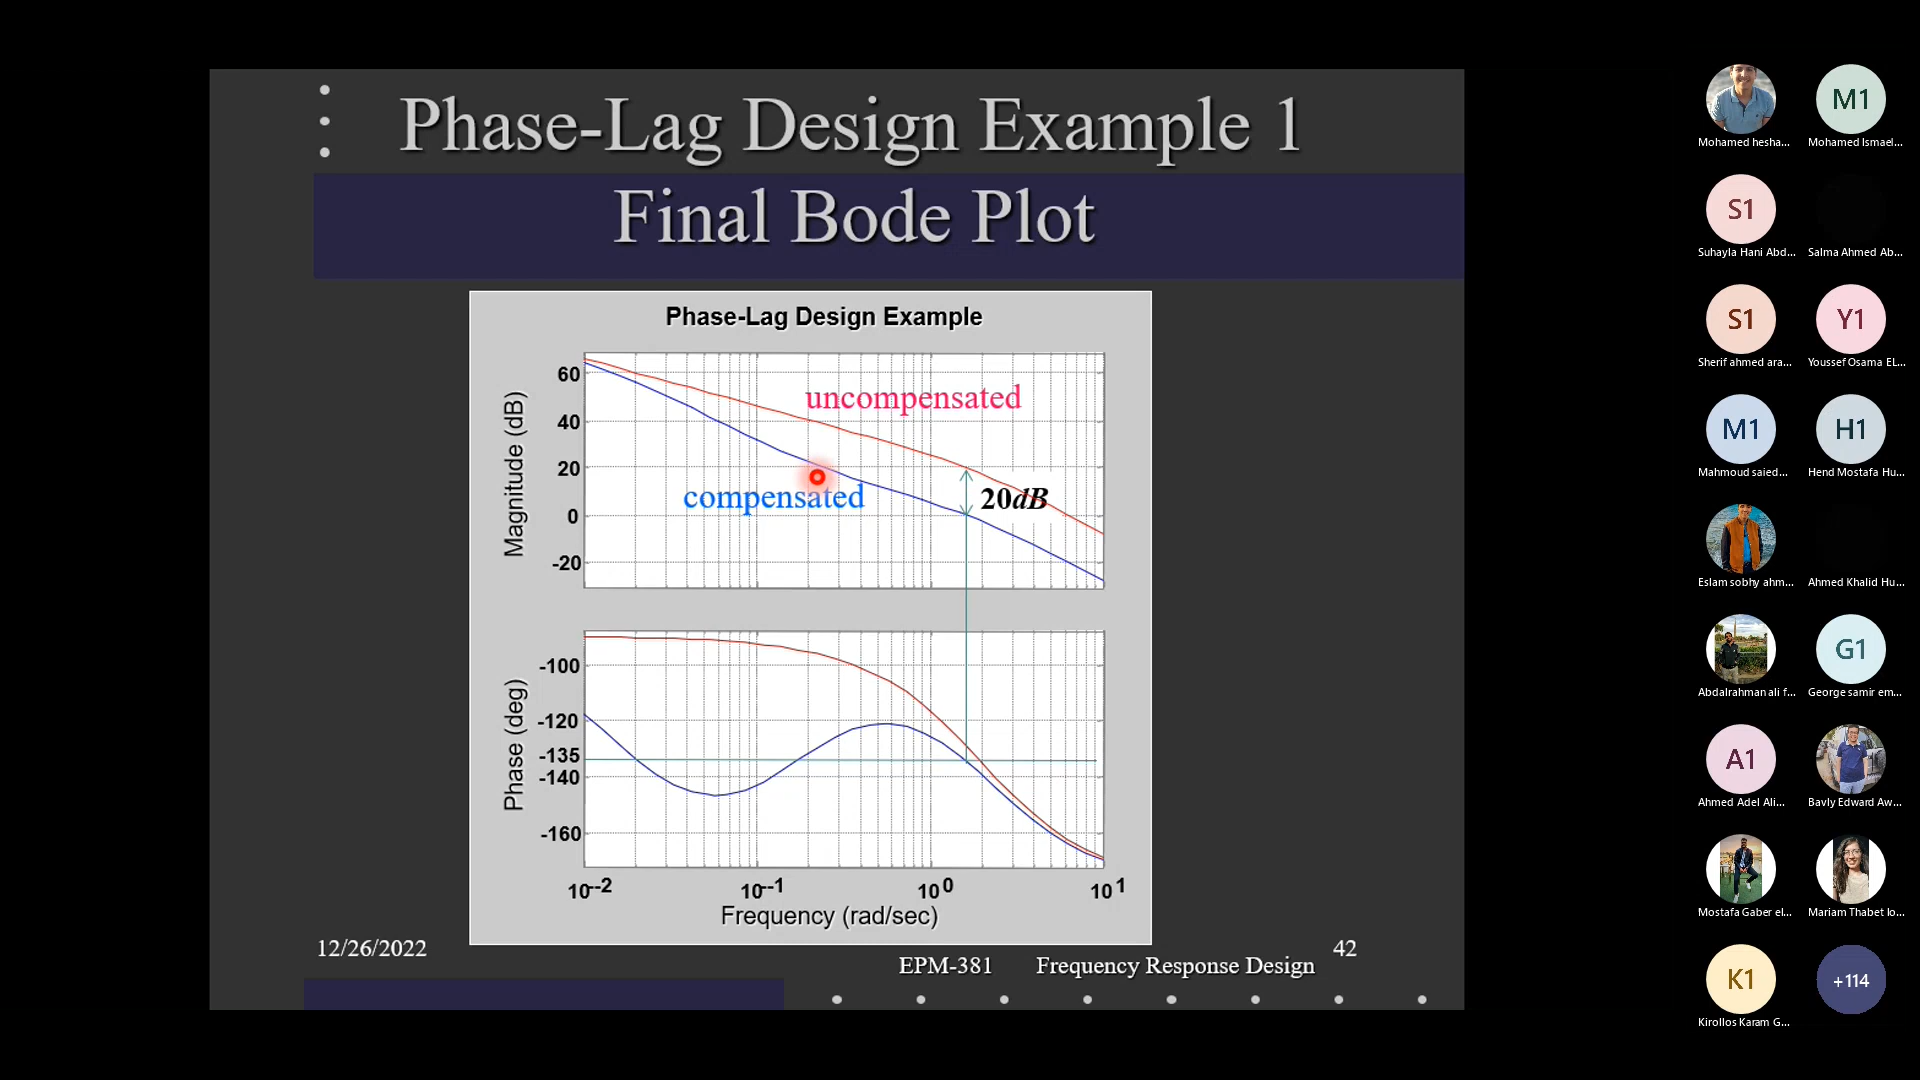 Phase-Lag Design Example 1
Final Bode Plot
Phase-Lag Design Example
Magnitude (dB)
60
40
20
0
-20
uncompensated
compensated
20dB
Phase (deg)
-100
-120
-135
-140
-160
10--2
10--1
10 0
10 1
Frequency (rad/sec)
12/26/2022
EPM-381 Frequency Response Design
42
Mohamed hesha...
M1
Mohamed Ismael...
S1
Suhayla Hani Abd...
Salma Ahmed Ab...
S1
Sherif ahmed ara...
Y1
Youssef Osama EL...
M1
Mahmoud saied...
H1
Hend Mostafa Hu...
Eslam sobhy ahm...
Ahmed Khalid Hu...
Abdalrahman ali f...
G1
George samir em...
A1
Ahmed Adel Ali...
Bavly Edward Aw...
Mostafa Gaber el...
Mariam Thabet lo...
K1
Kirollos Karam G...
+114